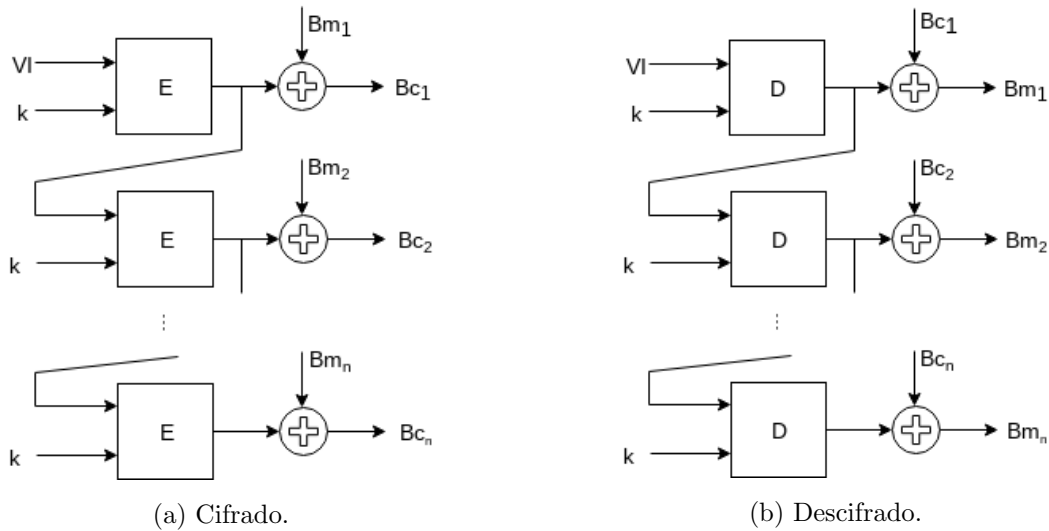 Bm1
VI
E
k
Bc1
Bm2
E
k
Bc2
Bmn
E
k
Bcn
(a) Cifrado.
Bc1
VI
D
k
Bm1
Bc2
D
k
Bm2
Bcn
D
k
Bmn
(b) Descifrado.